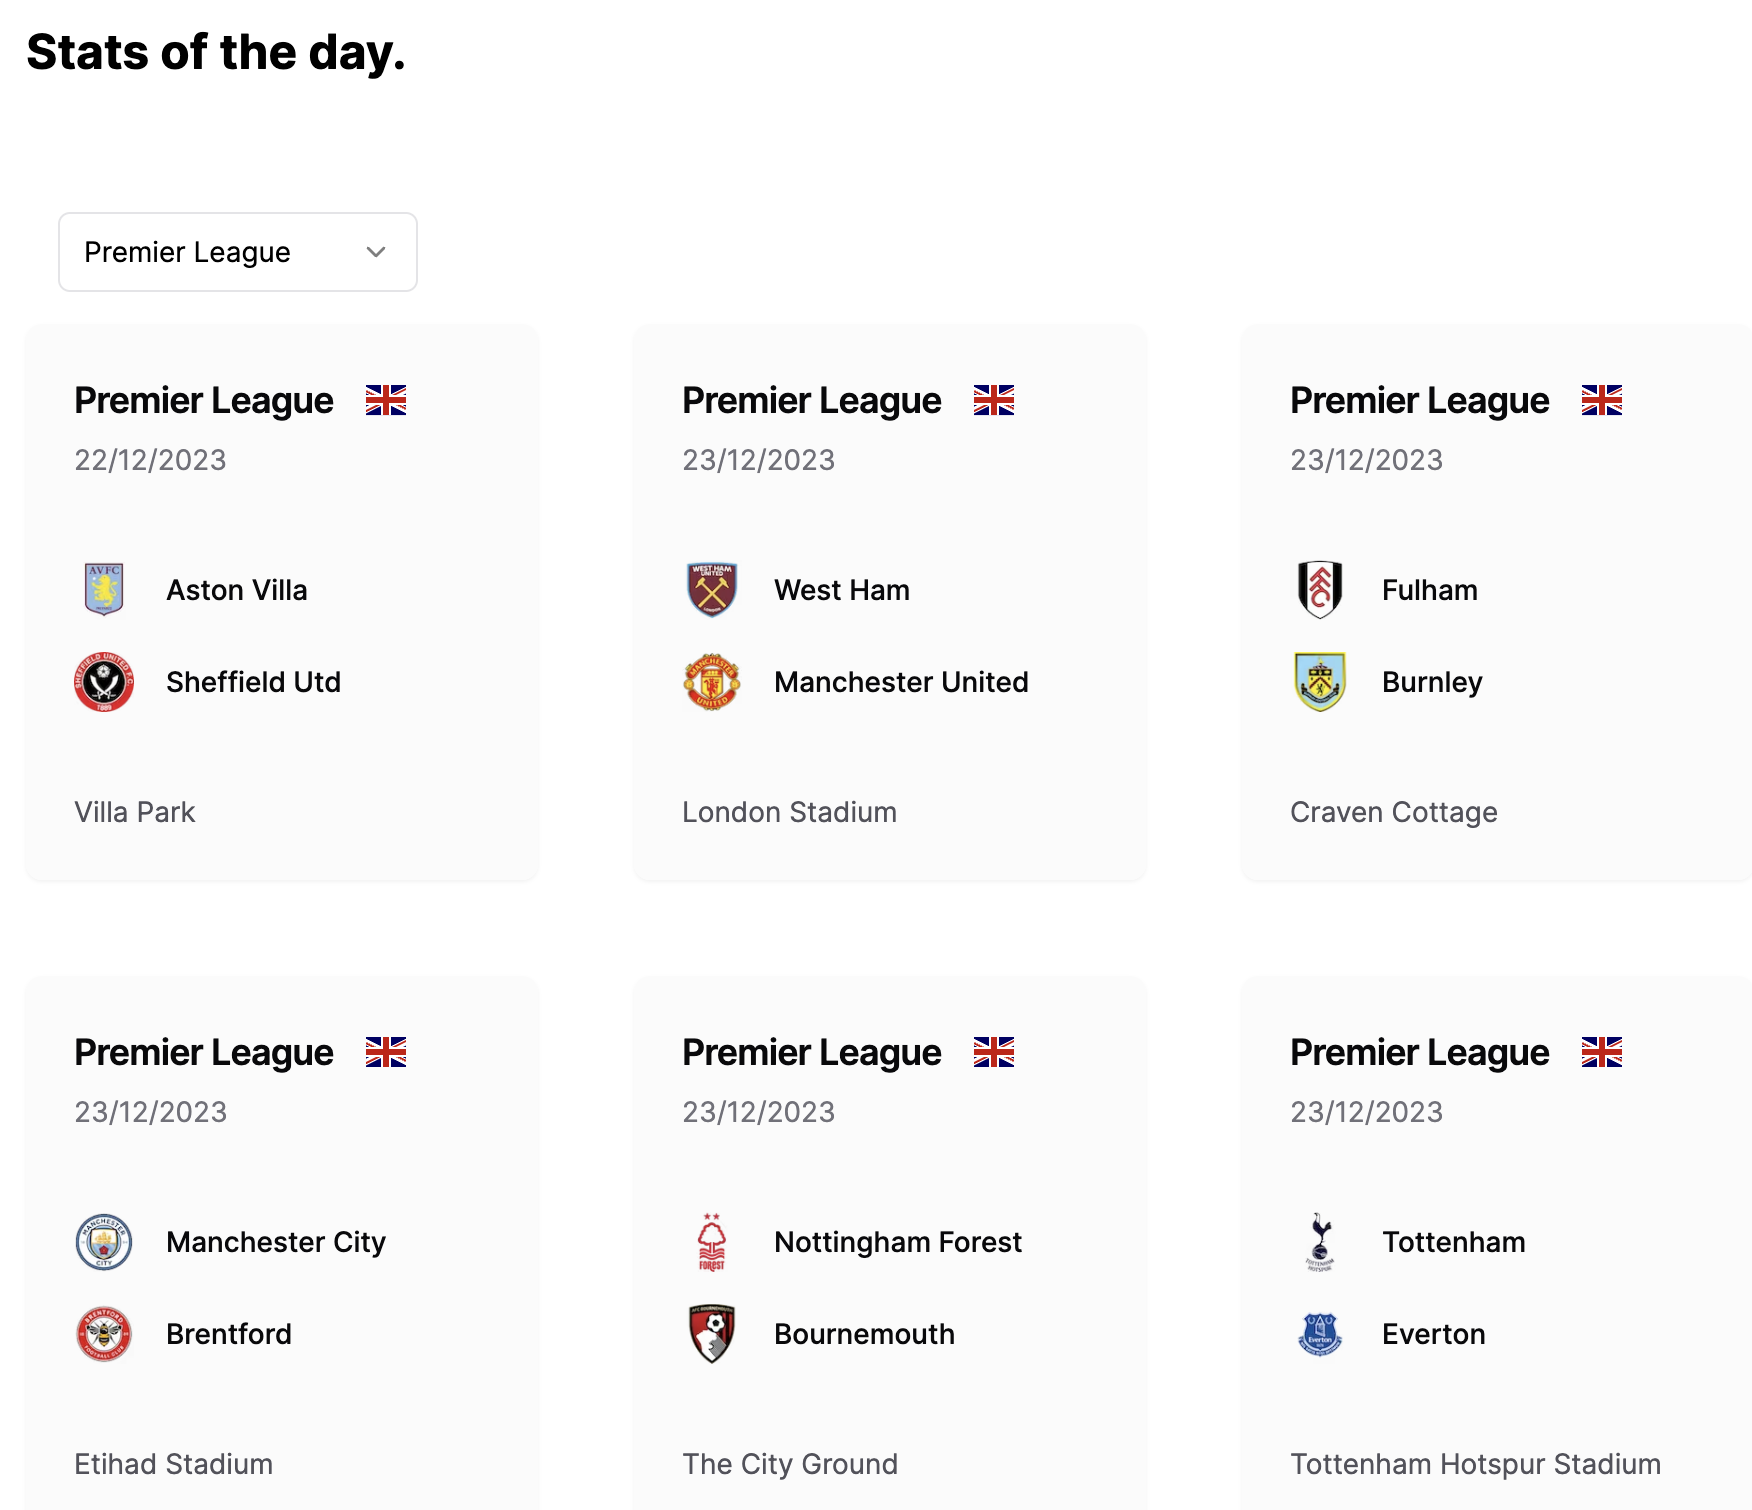 Stats of the day.
Premier League
Premier League
22/12/2023
Aston Villa
Sheffield Utd
Villa Park
Premier League
23/12/2023
West Ham
Manchester United
London Stadium
Premier League
23/12/2023
Fulham
Burnley
Craven Cottage
Premier League
23/12/2023
Manchester City
Brentford
Etihad Stadium
Premier League
23/12/2023
Nottingham Forest
Bournemouth
The City Ground
Premier League
23/12/2023
Tottenham
Everton
Tottenham Hotspur Stadium